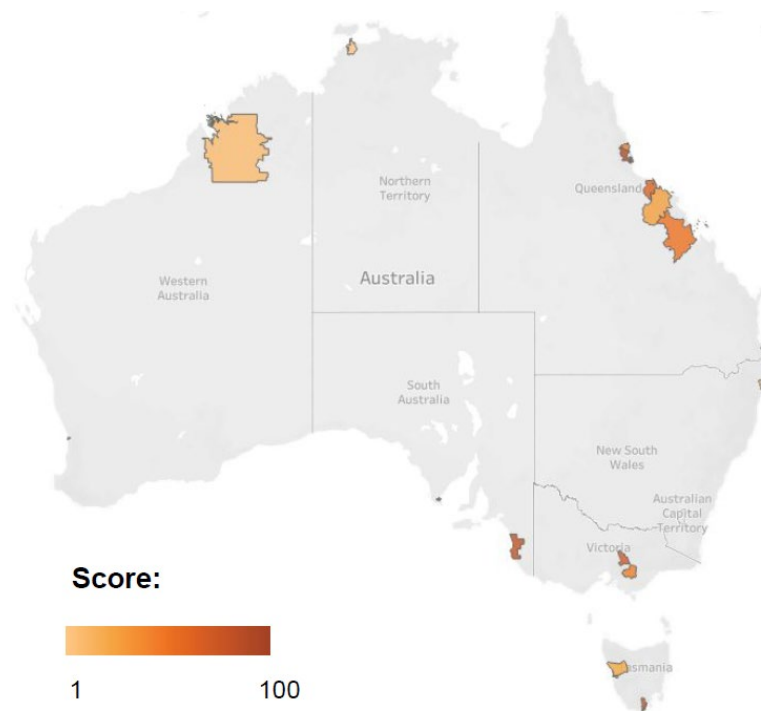 Northern
Territory
Queensland
Western
Australia
Australia
South
Australia
New South
Wales
Australian
Capital
Territory
Victoria
Score:
Tasmania
1 100